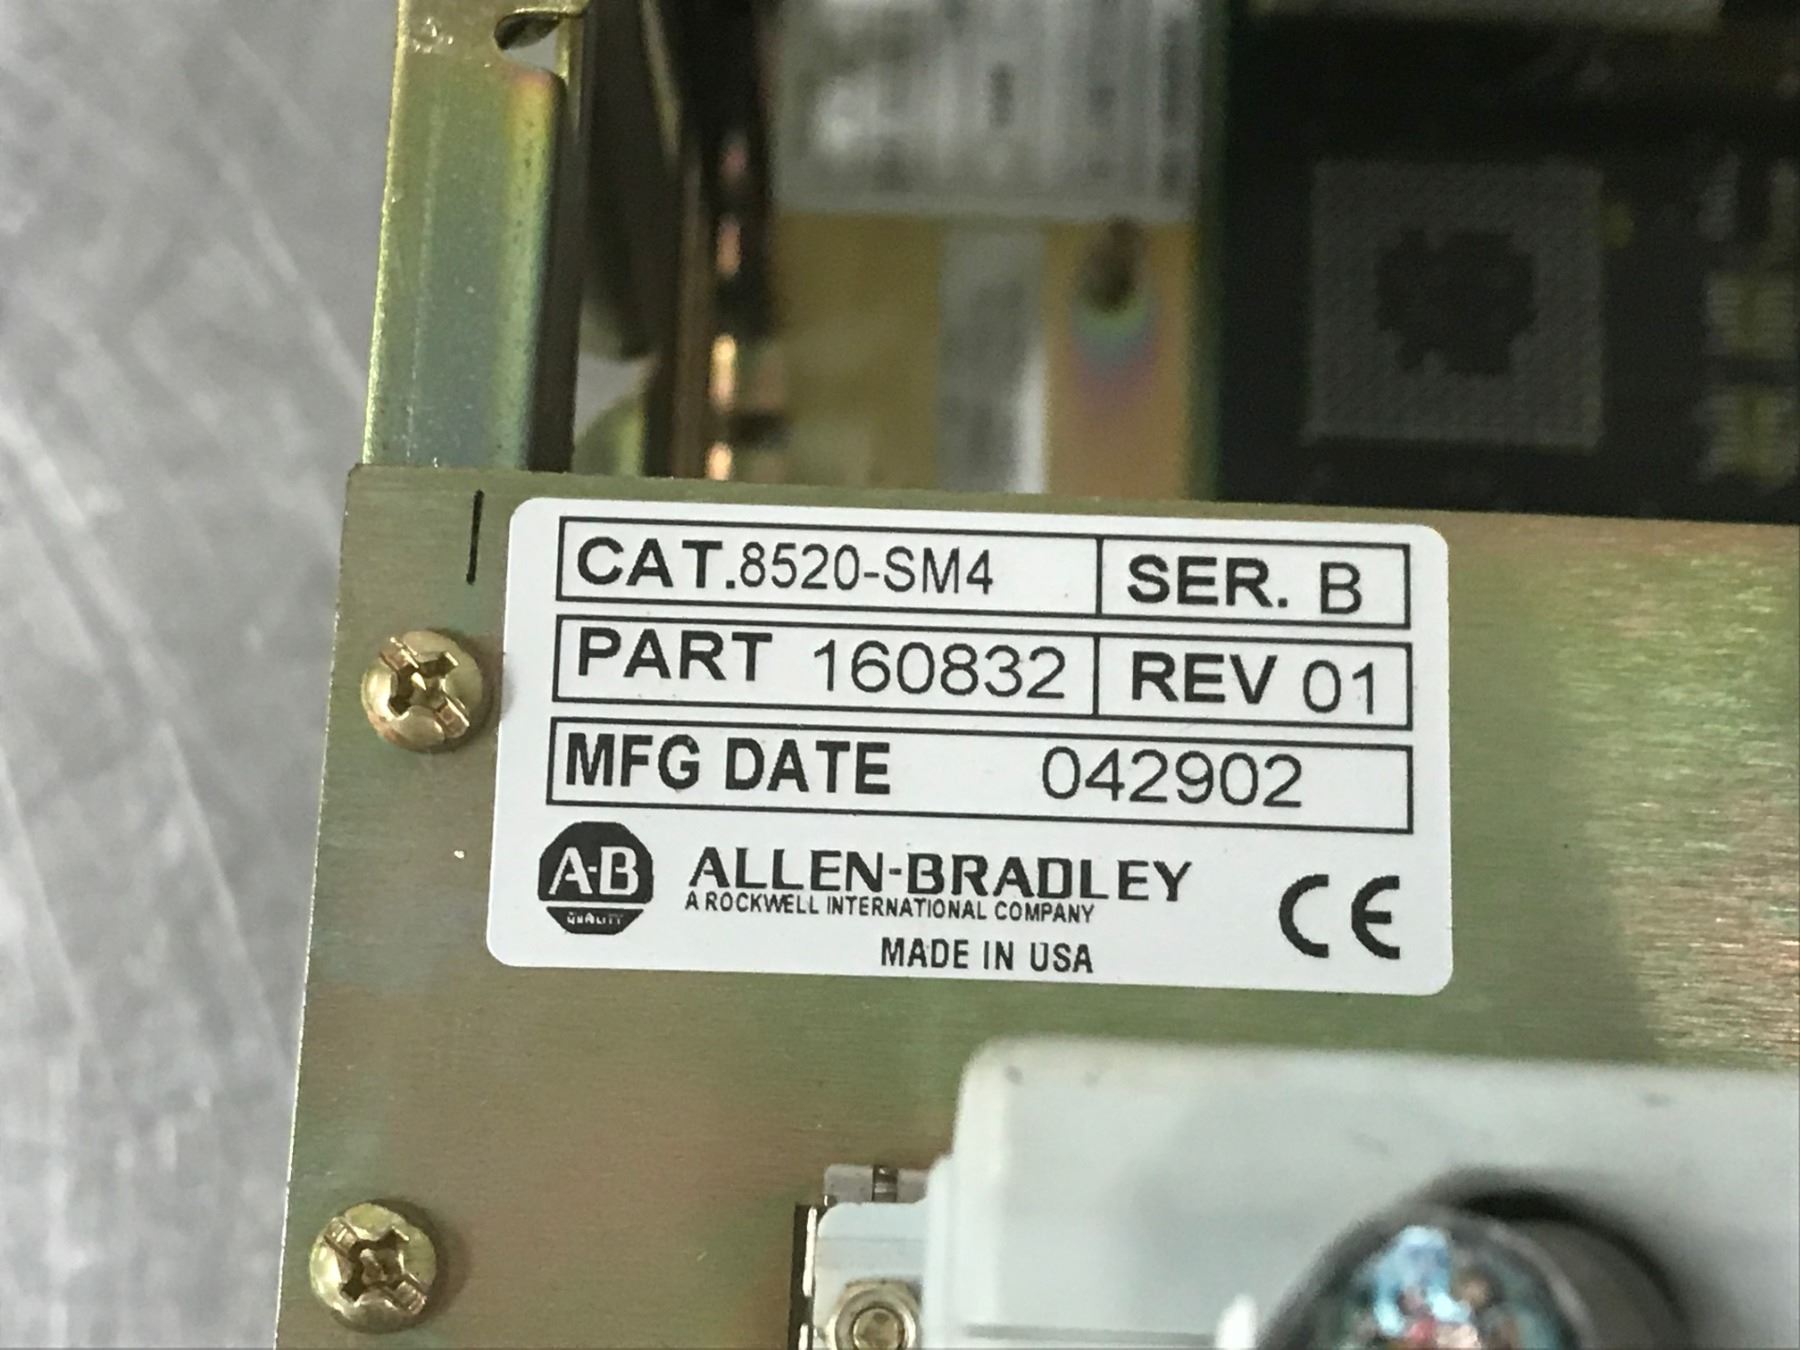 CAT.8520-SM4 SER. B
PART 160832 REV 01
MFG DATE 042902
A-B
QUALITY
ALLEN-BRADLEY
A ROCKWELL INTERNATIONAL COMPANY
CE
MADE IN USA